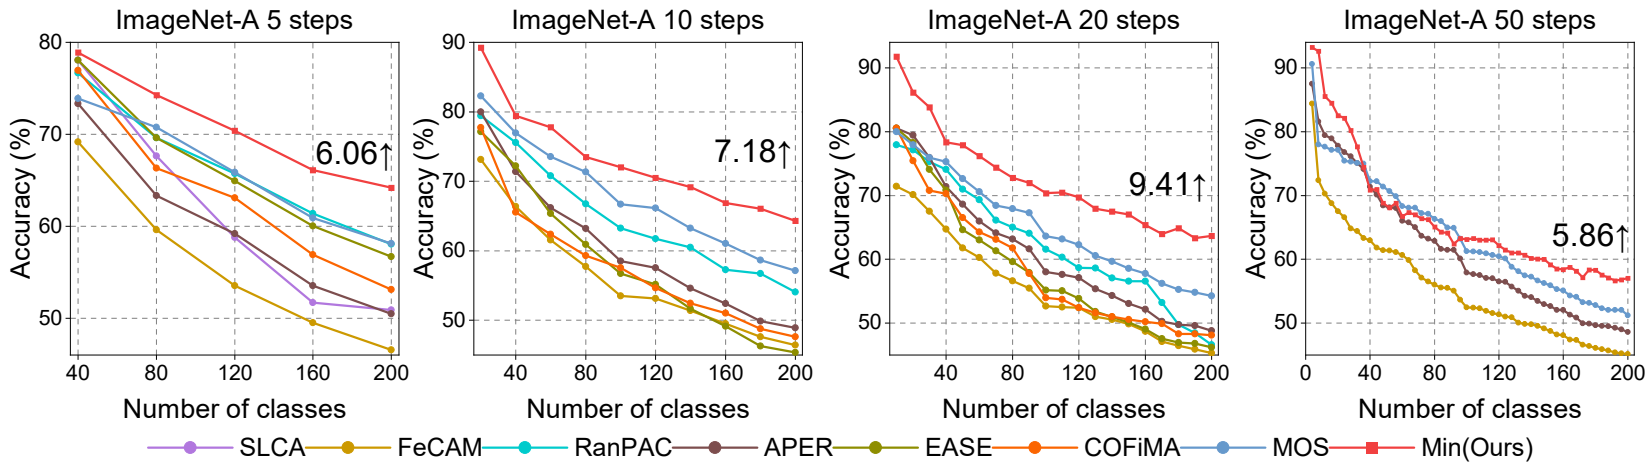 ImageNet-A 5 steps
Accuracy (%)
80
70
60
50
6.06↑
40 80 120 160 200
Number of classes
ImageNet-A 10 steps
Accuracy (%)
90
80
70
60
50
7.18↑
40 80 120 160 200
Number of classes
ImageNet-A 20 steps
Accuracy (%)
90
80
70
60
50
9.41↑
40 80 120 160 200
Number of classes
ImageNet-A 50 steps
Accuracy (%)
90
80
70
60
50
5.86↑
0 40 80 120 160 200
Number of classes
SLCA FeCAM RanPAC APER EASE COFiMA MOS Min(Ours)